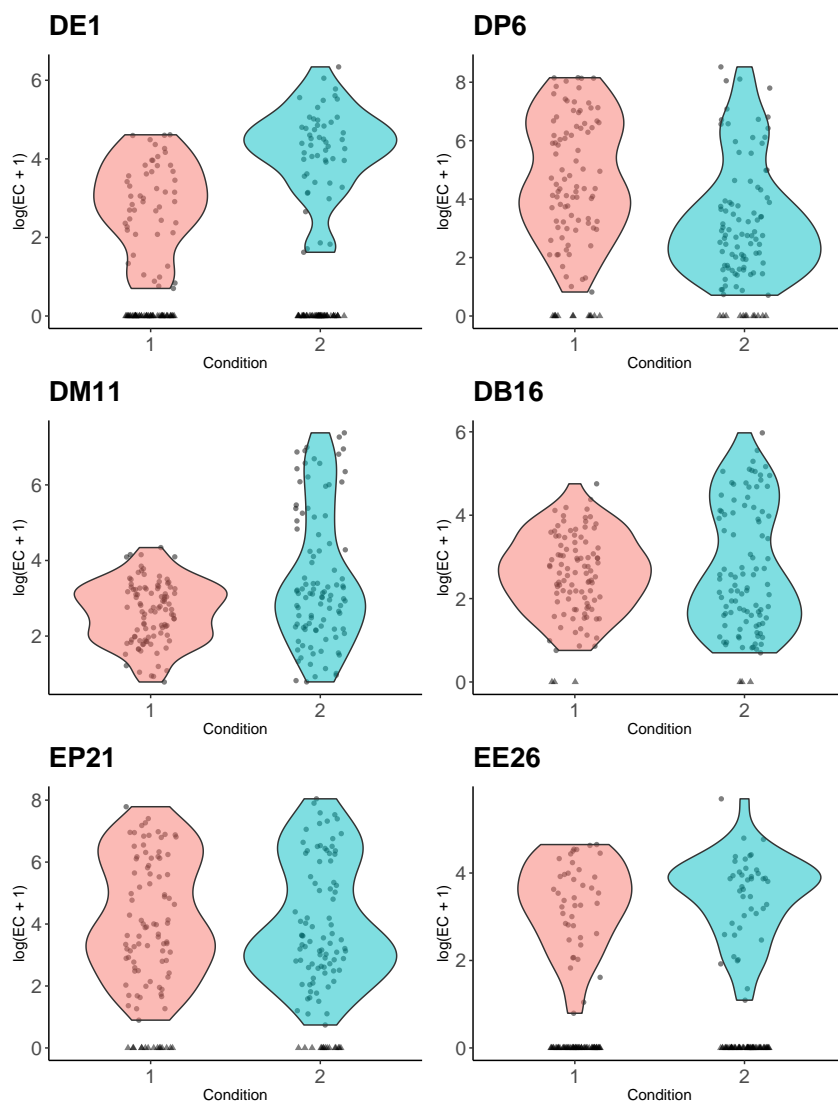 DE1
log(EC + 1)
6
4
2
0
1 2
Condition
DP6
log(EC + 1)
8
6
4
2
0
1 2
Condition
DM11
log(EC + 1)
6
4
2
1 2
Condition
DB16
log(EC + 1)
6
4
2
0
1 2
Condition
EP21
log(EC + 1)
8
6
4
2
0
1 2
Condition
EE26
log(EC + 1)
4
2
0
1 2
Condition